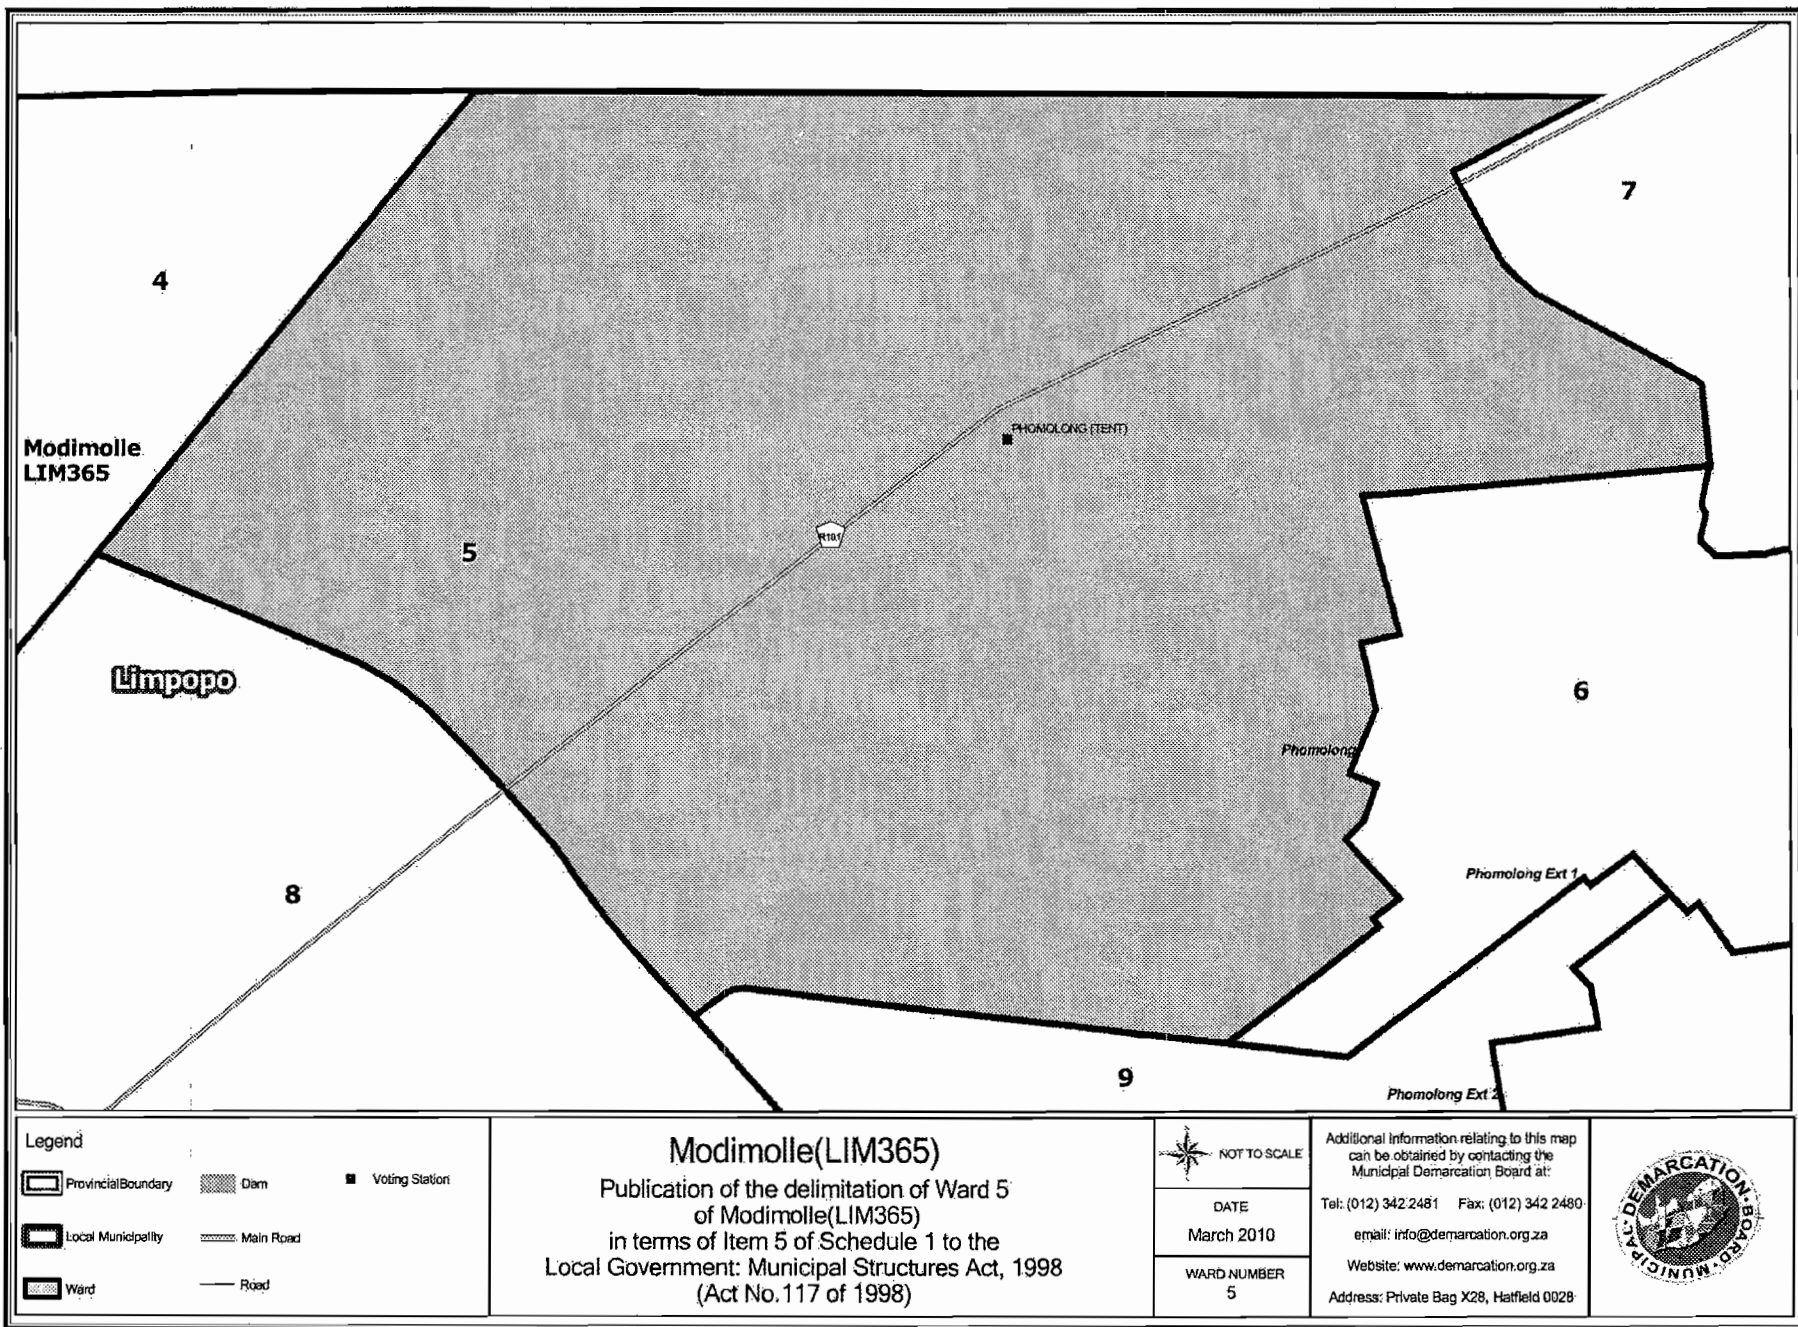 7
4
Modimolle
LIM365
PHOMOLONG (TENT)
R101
5
Limpopo
6
Phomolong
Phomolong Ext 1
8
9
Phomolong Ext 2
Legend
Provincial Boundary
Dam
Voting Station
Local Municipality
Main Road
Ward
Road
Modimolle(LIM365)
Publication of the delimitation of Ward 5
of Modimolle(LIM365)
in terms of Item 5 of Schedule 1 to the
Local Government: Municipal Structures Act, 1998
(Act No.117 of 1998)
NOT TO SCALE
DATE
March 2010
WARD NUMBER
5
Additional information relating to this map
can be obtained by contacting the
Municipal Demarcation Board at:
Tel: (012) 342 2481 Fax: (012) 342 2480
email: info@demarcation.org.za
Website: www.demarcation.org.za
Address: Private Bag X28, Hatfield 0028
MUNICIPAL DEMARCATION BOARD